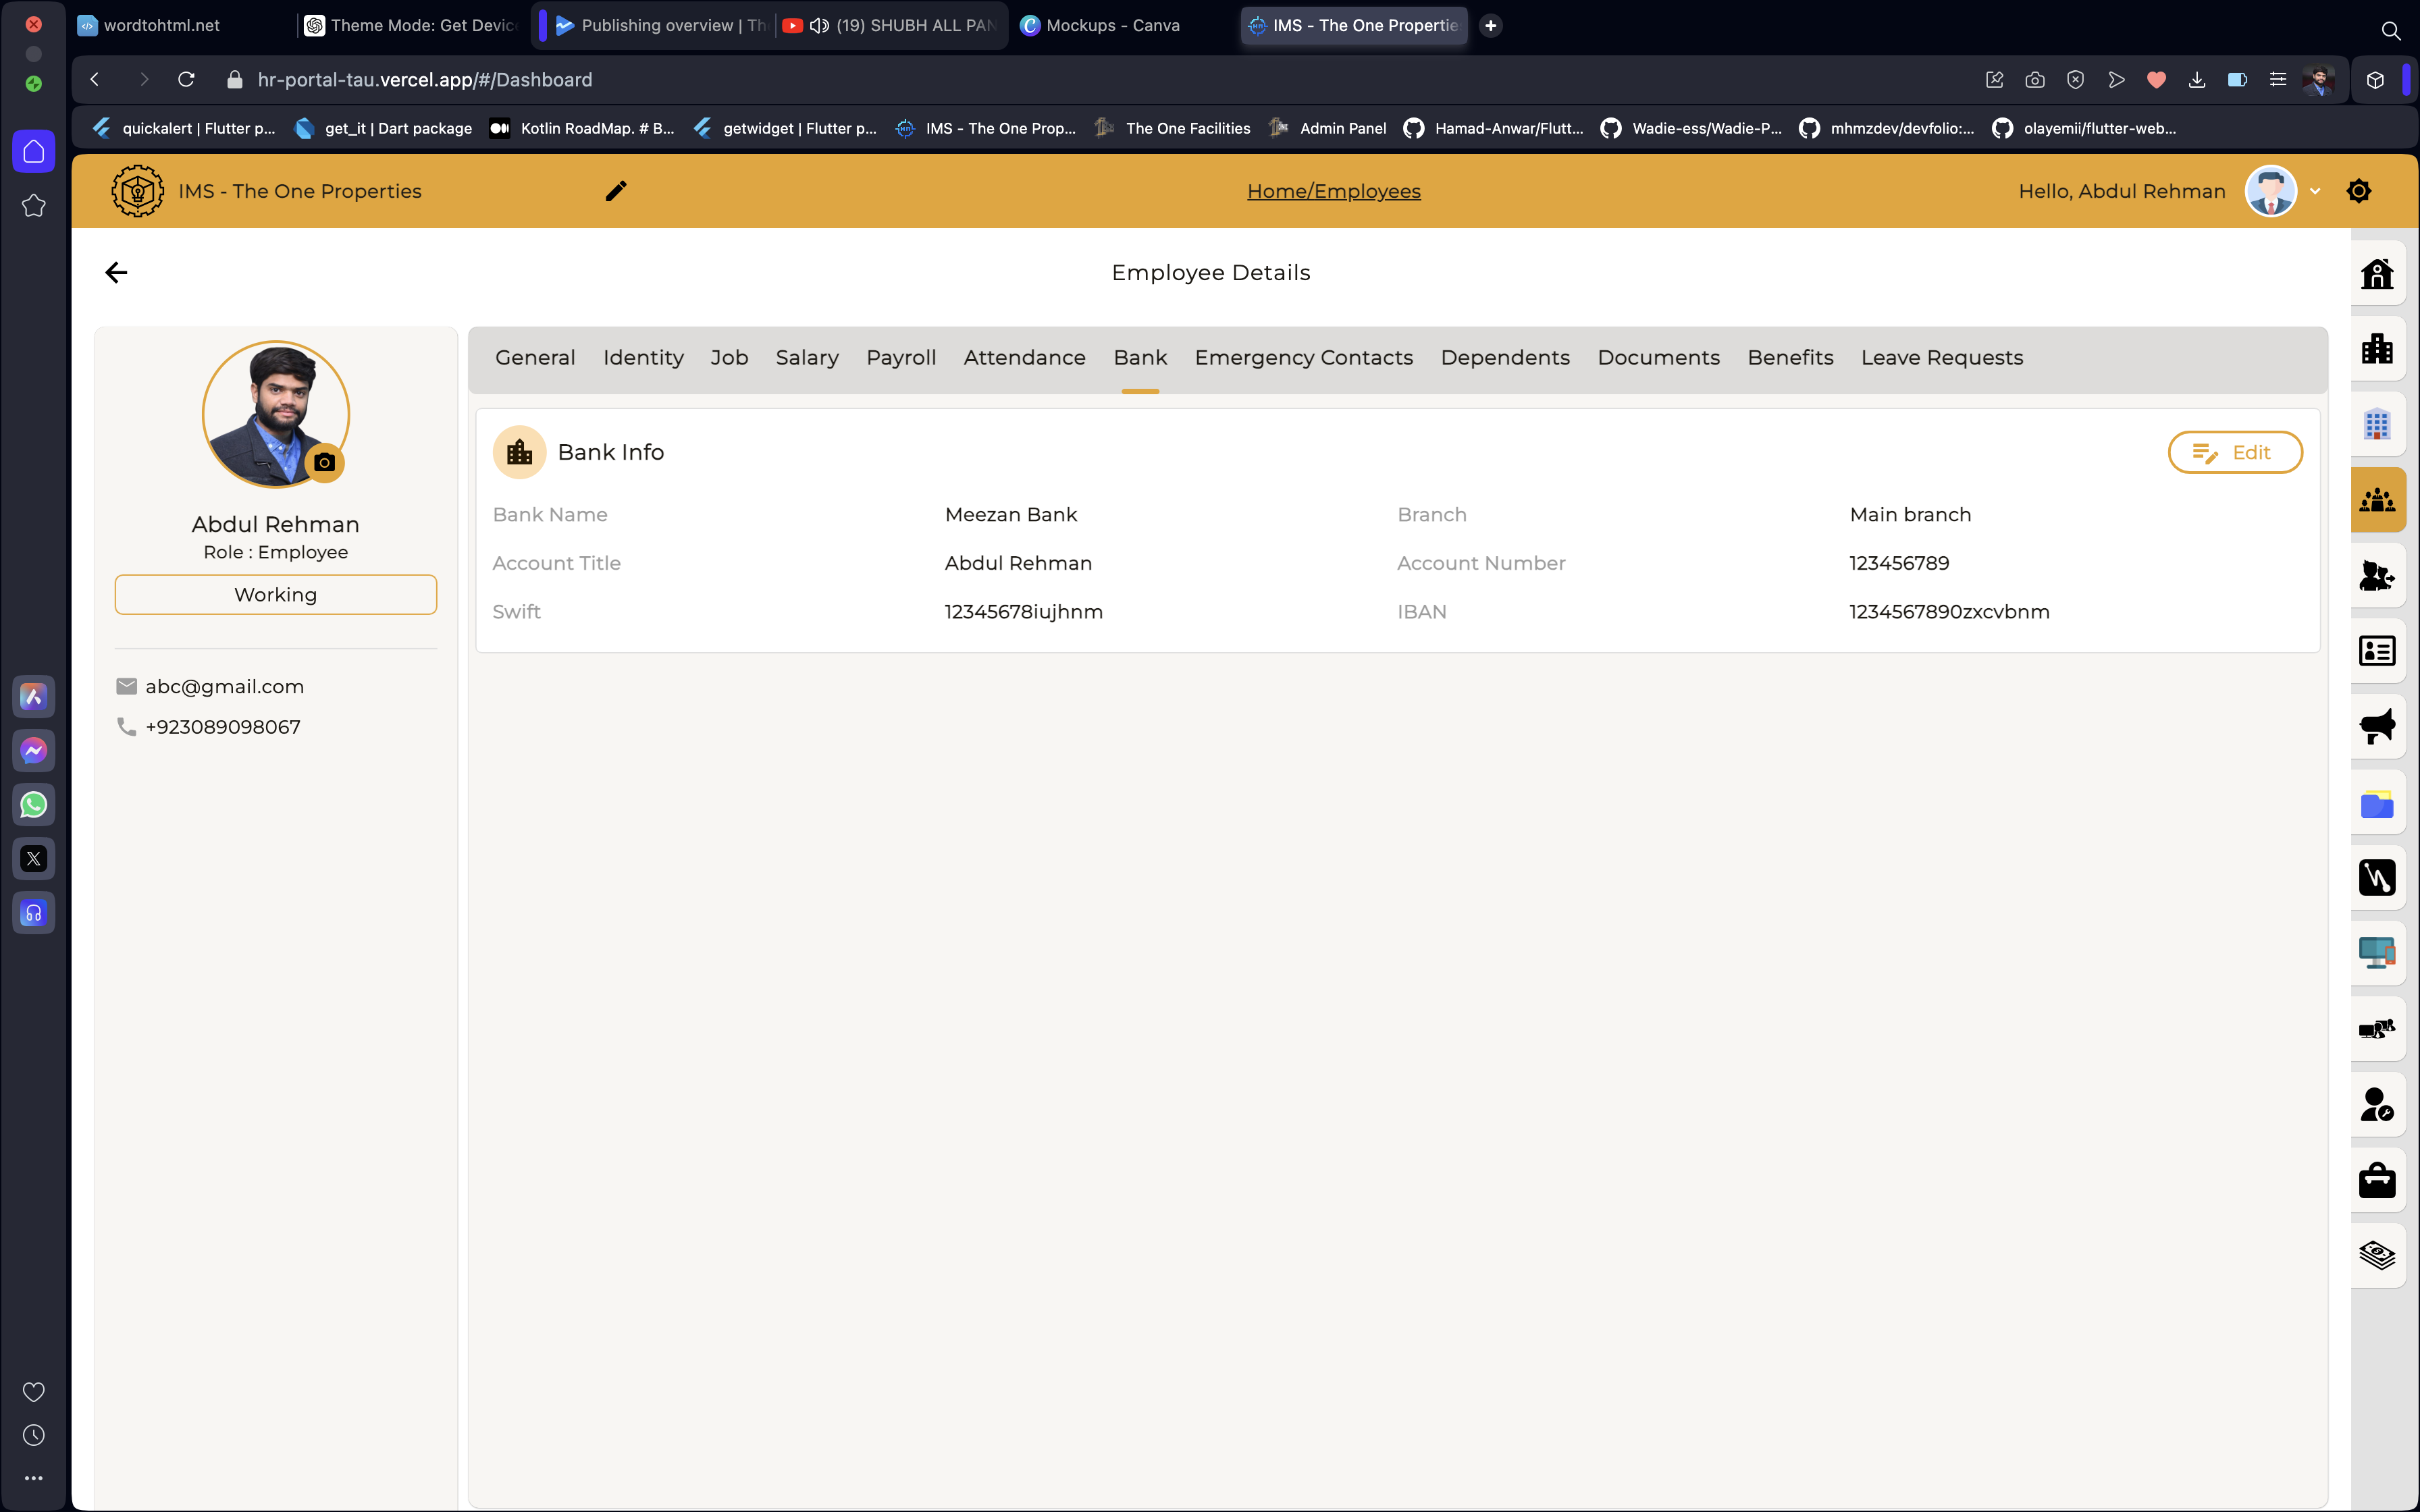 wordtohtml.net
Theme Mode: Get Devic
Publishing overview | Th
(19) SHUBH ALL PAN
Mockups - Canva
IMS - The One Propertie
hr-portal-tau.vercel.app/#/Dashboard
quickalert | Flutter p...
get_it | Dart package
Kotlin RoadMap. # B...
getwidget | Flutter p...
IMS - The One Prop...
The One Facilities
Admin Panel
Hamad-Anwar/Flutt...
Wadie-ess/Wadie-P...
mhmzdev/devfolio:...
olayemii/flutter-web...
IMS - The One Properties
Home/Employees
Hello, Abdul Rehman
Employee Details
Abdul Rehman
Role : Employee
Working
abc@gmail.com
+923089098067
General Identity Job Salary Payroll Attendance Bank Emergency Contacts Dependents Documents Benefits Leave Requests
Bank Info
Edit
Bank Name Meezan Bank Branch Main branch
Account Title Abdul Rehman Account Number 123456789
Swift 12345678iujhnm IBAN 1234567890zxcvbnm